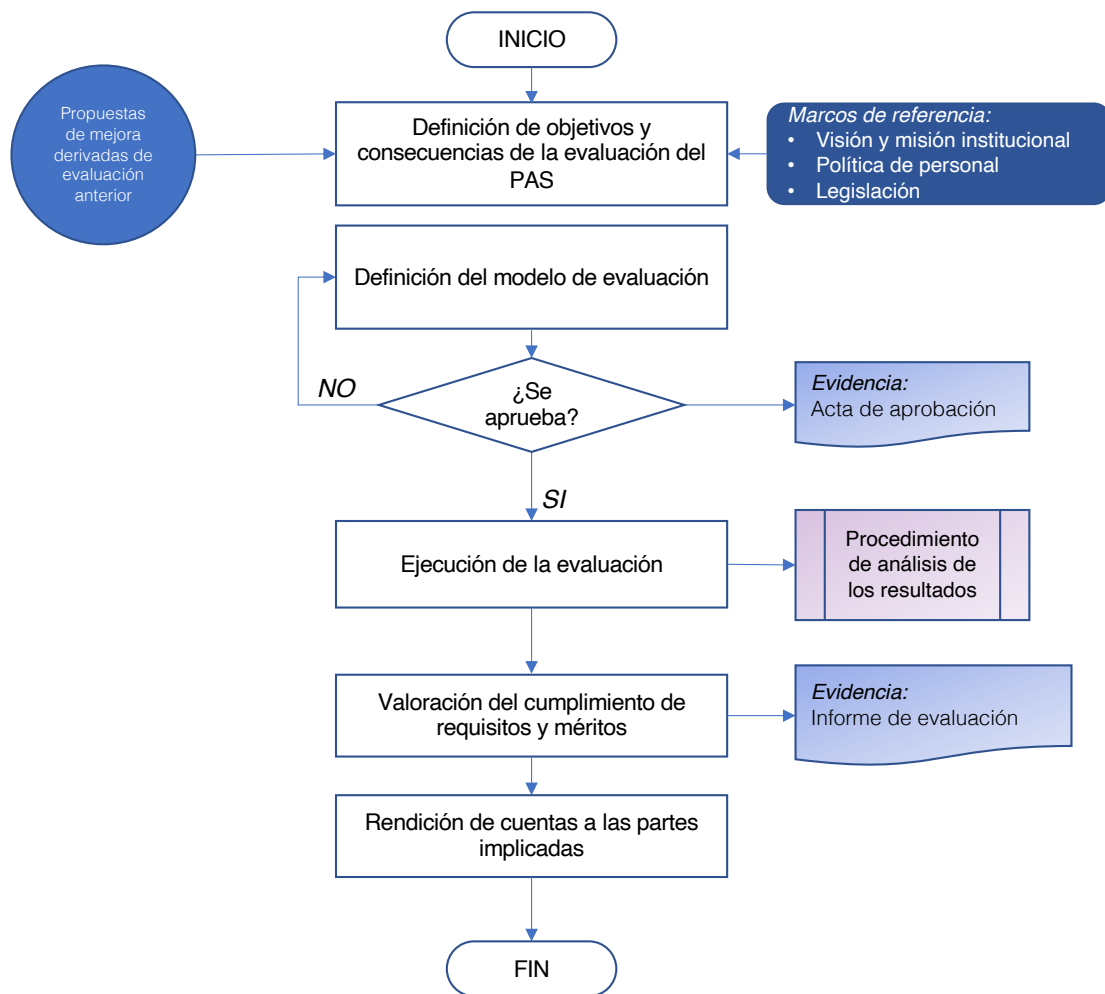 INICIO
Propuestas
de mejora
derivadas de
evaluación
anterior
Definición de objetivos y
consecuencias de la evaluación del
PAS
Marcos de referencia:
• Visión y misión institucional
• Política de personal
• Legislación
Definición del modelo de evaluación
NO
¿Se
aprueba?
Evidencia:
Acta de aprobación
SI
Ejecución de la evaluación
Procedimiento
de análisis de
los resultados
Valoración del cumplimiento de
requisitos y méritos
Evidencia:
Informe de evaluación
Rendición de cuentas a las partes
implicadas
FIN